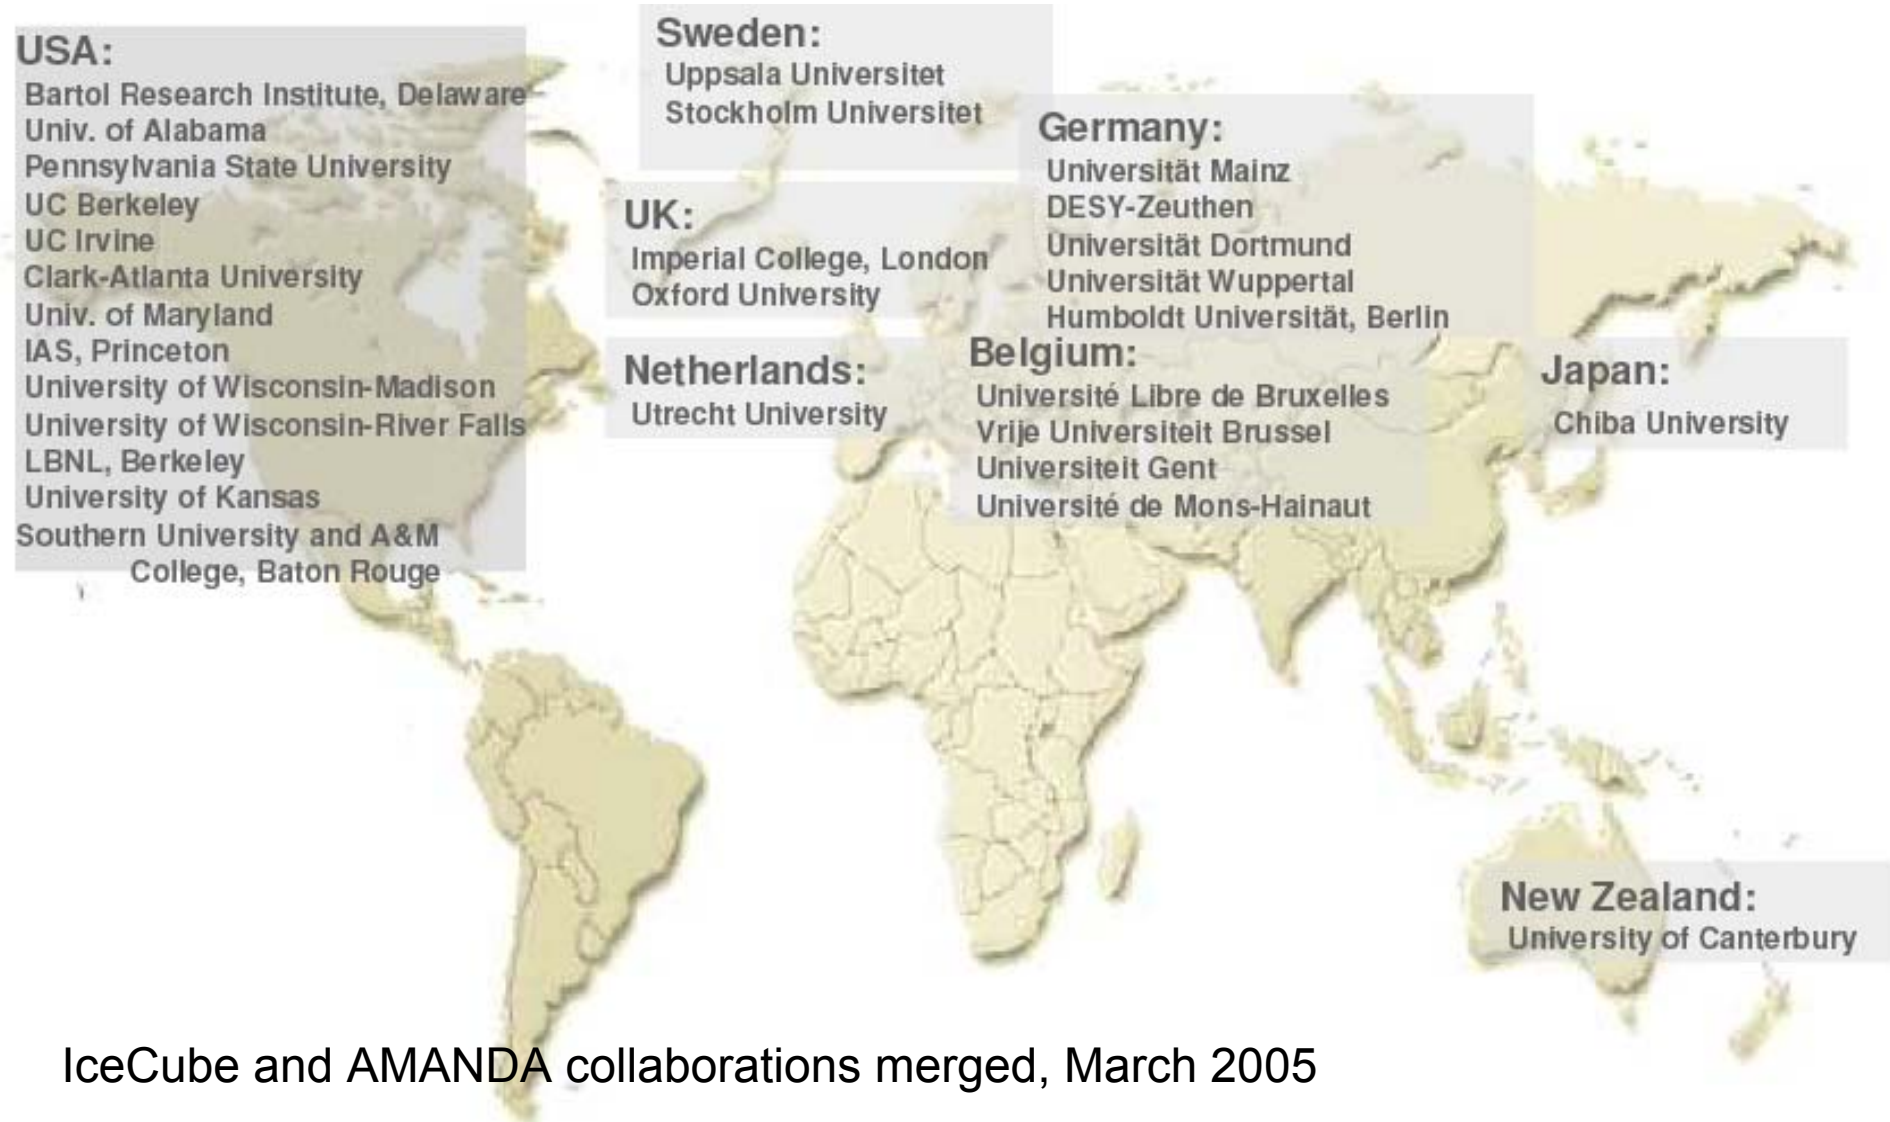 USA:
Bartol Research Institute, Delaware
Univ. of Alabama
Pennsylvania State University
UC Berkeley
UC Irvine
Clark-Atlanta University
Univ. of Maryland
IAS, Princeton
University of Wisconsin-Madison
University of Wisconsin-River Falls
LBNL, Berkeley
University of Kansas
Southern University and A&M
College, Baton Rouge
Sweden:
Uppsala Universitet
Stockholm Universitet
UK:
Imperial College, London
Oxford University
Netherlands:
Utrecht University
Germany:
Universität Mainz
DESY-Zeuthen
Universität Dortmund
Universität Wuppertal
Humboldt Universität, Berlin
Belgium:
Université Libre de Bruxelles
Vrije Universiteit Brussel
Universiteit Gent
Université de Mons-Hainaut
Japan:
Chiba University
New Zealand:
University of Canterbury
IceCube and AMANDA collaborations merged, March 2005